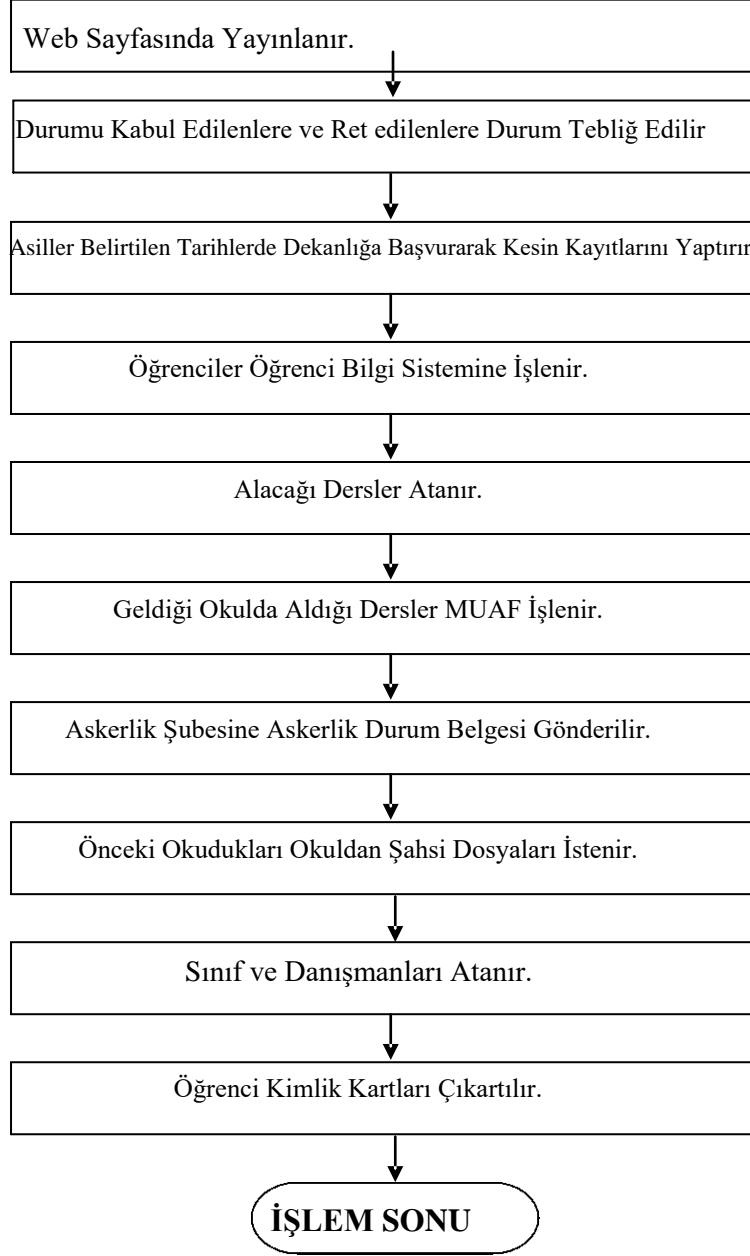 Web Sayfasında Yayınlanır.
Durumu Kabul Edilenlere ve Ret edilenlere Durum Tebliğ Edilir
Asiller Belirtilen Tarihlerde Dekanlığa Başvurarak Kesin Kayıtlarını Yaptırır
Öğrenciler Öğrenci Bilgi Sistemine İşlenir.
Alacağı Dersler Atanır.
Geldiği Okulda Aldığı Dersler MUAF İşlenir.
Askerlik Şubesine Askerlik Durum Belgesi Gönderilir.
Önceki Okudukları Okuldan Şahsi Dosyaları İstenir.
Sınıf ve Danışmanları Atanır.
Öğrenci Kimlik Kartları Çıkartılır.
İŞLEM SONU